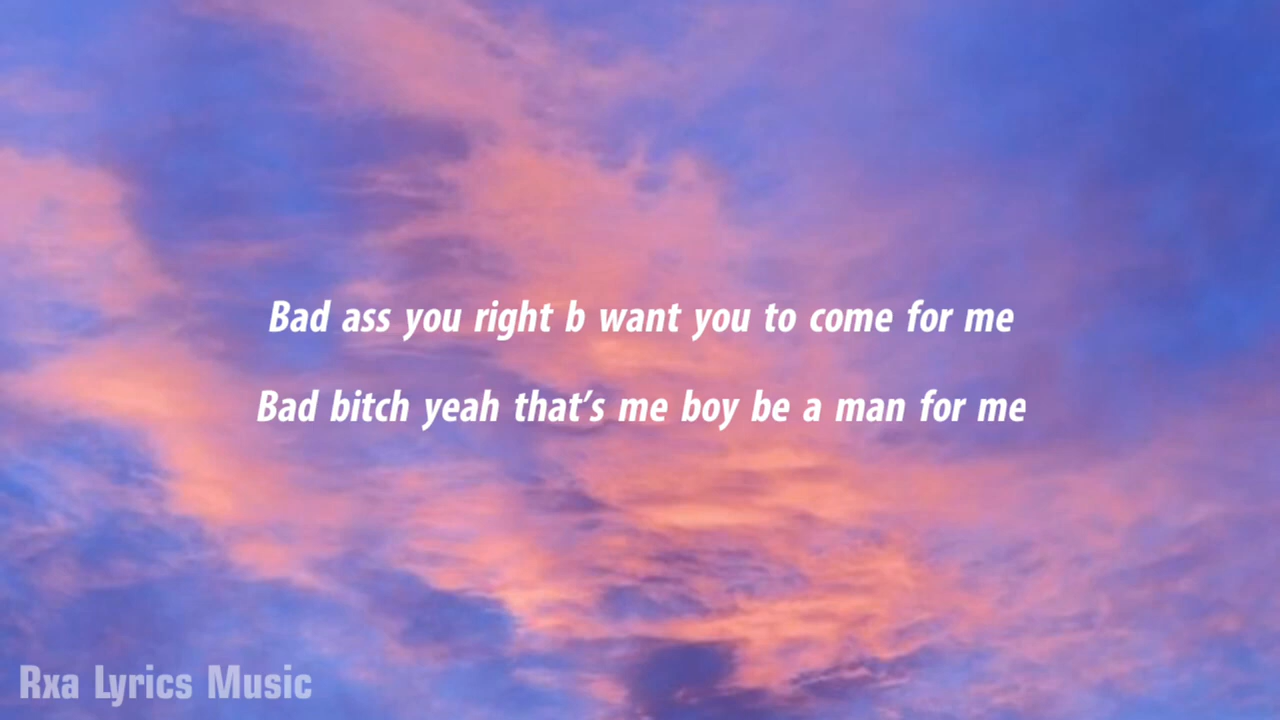 Bad ass you right b want you to come for me
Bad bitch yeah that’s me boy be a man for me
Rxa Lyrics Music